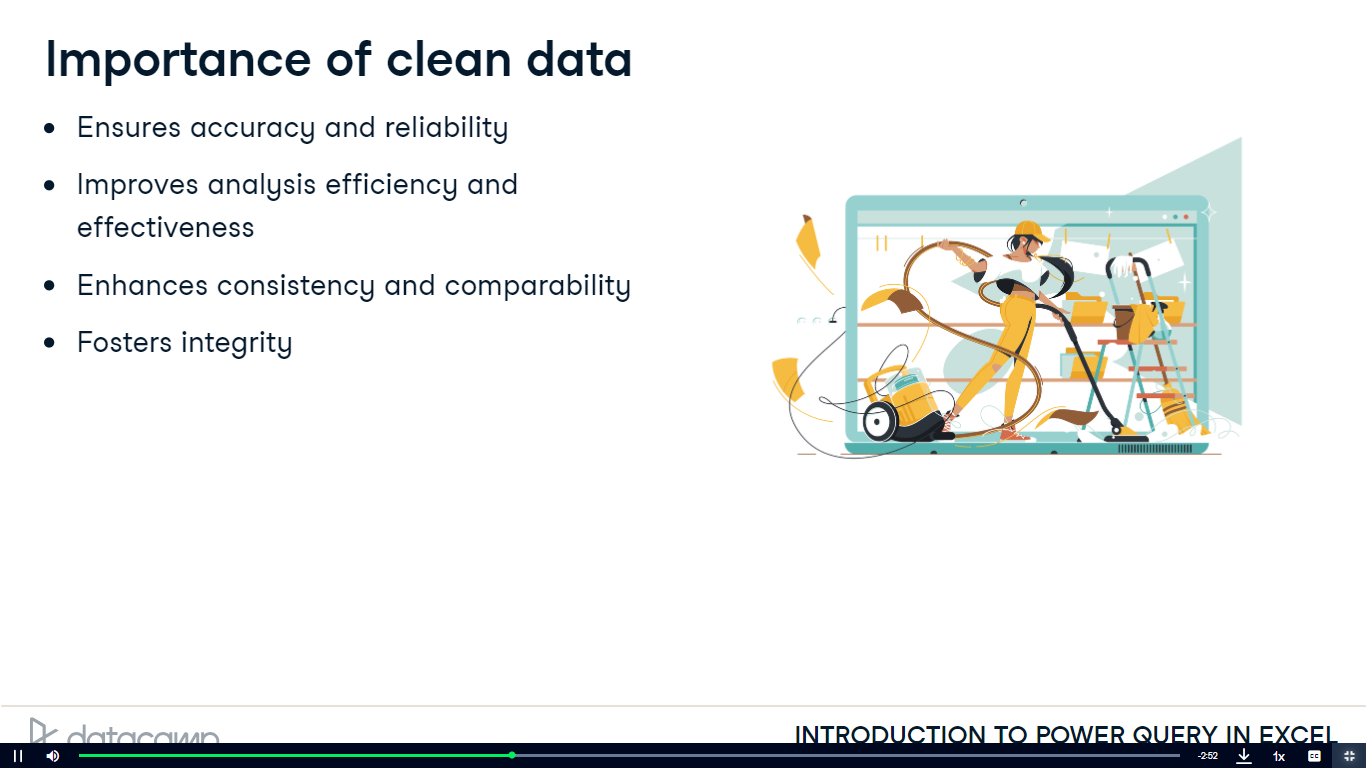 Importance of clean data
• Ensures accuracy and reliability
• Improves analysis efficiency and
effectiveness
• Enhances consistency and comparability
• Fosters integrity
datacamp
INTRODUCTION TO POWER QUERY IN EXCEL
-2:52
1x
CC